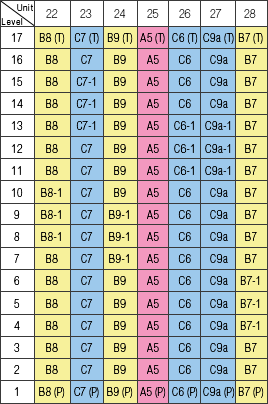 Unit
Level 22 23 24 25 26 27 28
17 B8 (T) C7 (T) B9 (T) A5 (T) C6 (T) C9a (T) B7 (T)
16 B8 C7 B9 A5 C6 C9a B7
15 B8 C7-1 B9 A5 C6 C9a B7
14 B8 C7-1 B9 A5 C6 C9a B7
13 B8 C7-1 B9 A5 C6-1 C9a-1 B7
12 B8 C7 B9 A5 C6-1 C9a-1 B7
11 B8 C7 B9 A5 C6-1 C9a-1 B7
10 B8-1 C7 B9 A5 C6 C9a B7
9 B8-1 C7 B9-1 A5 C6 C9a B7
8 B8-1 C7 B9-1 A5 C6 C9a B7
7 B8 C7 B9-1 A5 C6 C9a B7
6 B8 C7 B9 A5 C6 C9a B7-1
5 B8 C7 B9 A5 C6 C9a B7-1
4 B8 C7 B9 A5 C6 C9a B7-1
3 B8 C7 B9 A5 C6 C9a B7
2 B8 C7 B9 A5 C6 C9a B7
1 B8 (P) C7 (P) B9 (P) A5 (P) C6 (P) C9a (P) B7 (P)